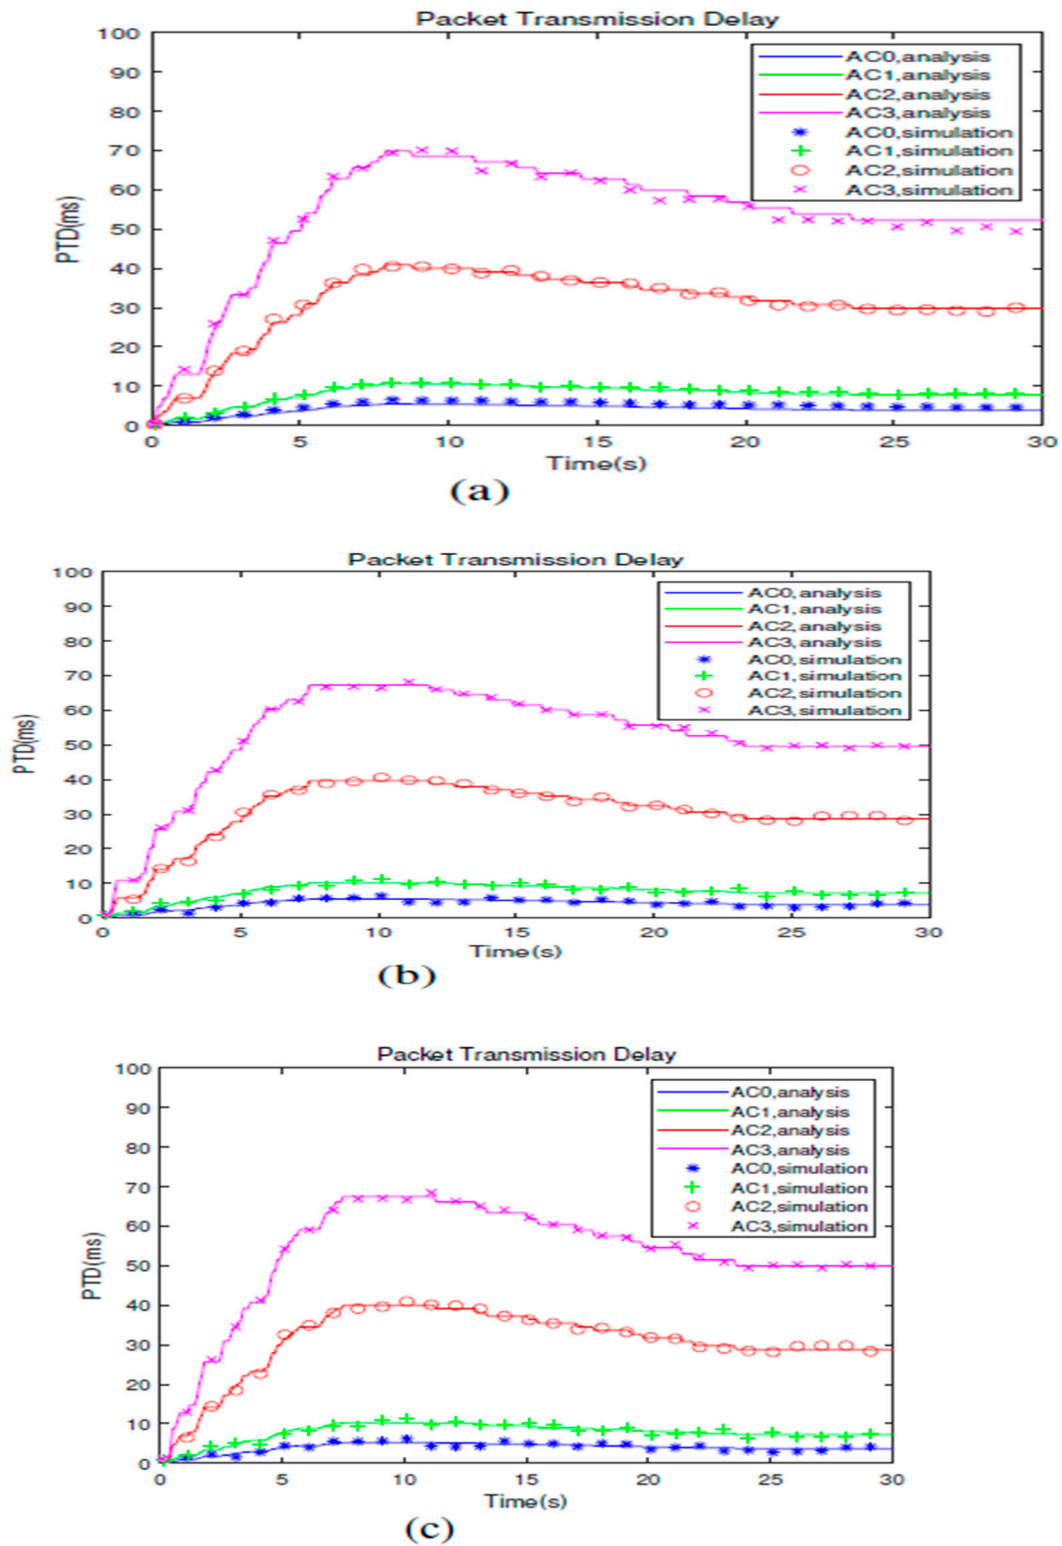 Packet Transmission Delay
100
90
80
70
60
50
40
30
20
10
0
PTD(ms)
AC0,analysis
AC1,analysis
AC2,analysis
AC3,analysis
AC0,simulation
AC1,simulation
AC2,simulation
AC3,simulation
0 5 10 15 20 25 30
Time(s)
(a)
Packet Transmission Delay
100
90
80
70
60
50
40
30
20
10
0
PTD(ms)
AC0,analysis
AC1,analysis
AC2,analysis
AC3,analysis
AC0,simulation
AC1,simulation
AC2,simulation
AC3,simulation
0 5 10 15 20 25 30
Time(s)
(b)
Packet Transmission Delay
100
90
80
70
60
50
40
30
20
10
0
PTD(ms)
AC0,analysis
AC1,analysis
AC2,analysis
AC3,analysis
AC0,simulation
AC1,simulation
AC2,simulation
AC3,simulation
0 5 10 15 20 25 30
Time(s)
(c)